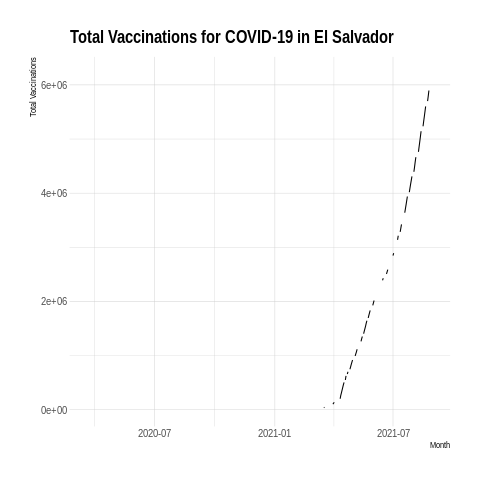 Total Vaccinations for COVID-19 in El Salvador
Total Vaccinations
6e+06
4e+06
2e+06
0e+00
2020-07
2021-01
2021-07
Month